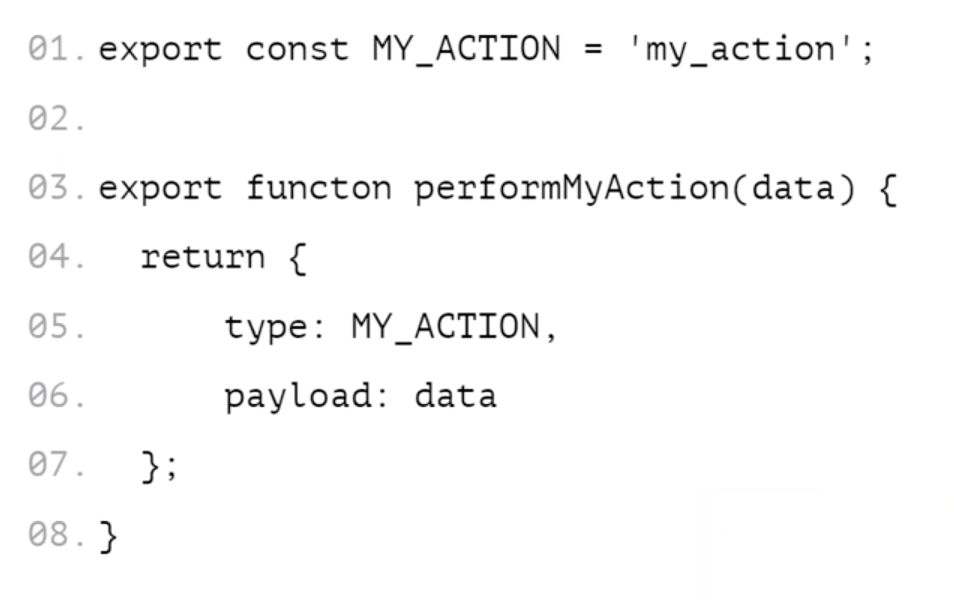 01. export const MY_ACTION = 'my_action';
02.
03. export functon performMyAction(data) {
04.   return {
05.       type: MY_ACTION,
06.       payload: data
07.   };
08. }